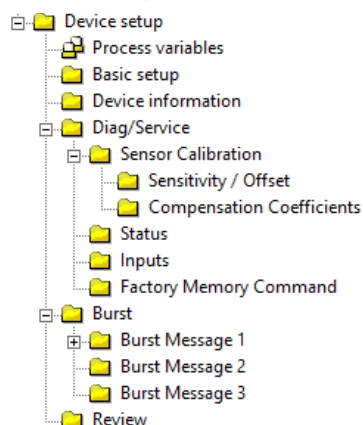 Device setup
Process variables
Basic setup
Device information
Diag/Service
Sensor Calibration
Sensitivity / Offset
Compensation Coefficients
Status
Inputs
Factory Memory Command
Burst
Burst Message 1
Burst Message 2
Burst Message 3
Review